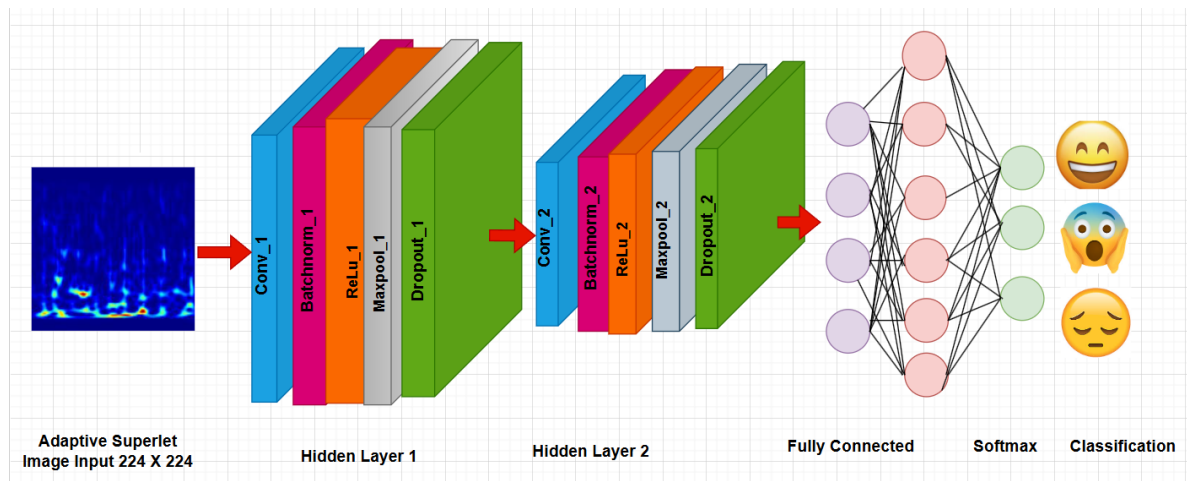 Conv_1
Batchnorm_1
ReLu_1
Maxpool_1
Dropout_1
Conv_2
Batchnorm_2
ReLu_2
Maxpool_2
Dropout_2
Adaptive Superlet
Image Input 224 X 224
Hidden Layer 1
Hidden Layer 2
Fully Connected
Softmax
Classification